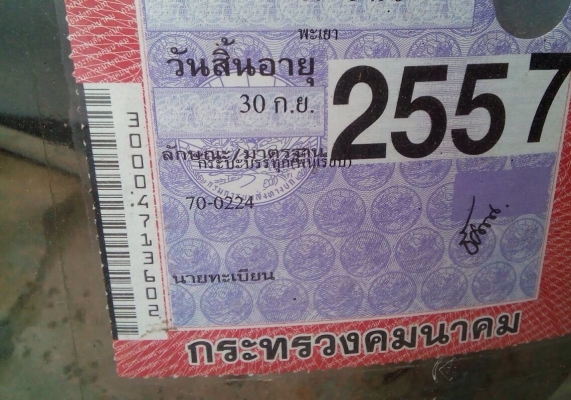 พะเยา
วันสิ้นอายุ
2557
30 ก.ย.
ลักษณะ/มาตรฐาน
70-0224
นายทะเบียน
กระทรวงคมนาคม
3000.4713602